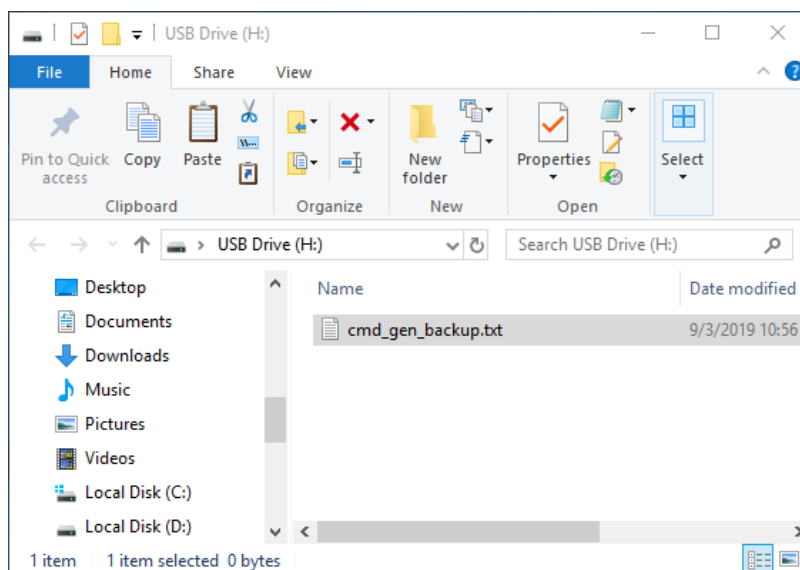 USB Drive (H:)
File Home Share View
?
W...
Pin to Quick access
Copy
Paste
New folder
Properties
Select
Clipboard Organize New Open
USB Drive (H:) Search USB Drive (H:)
Desktop
Documents
Downloads
Music
Pictures
Videos
Local Disk (C:)
Local Disk (D:)
Name Date modified
cmd_gen_backup.txt 9/3/2019 10:56
1 item 1 item selected 0 bytes